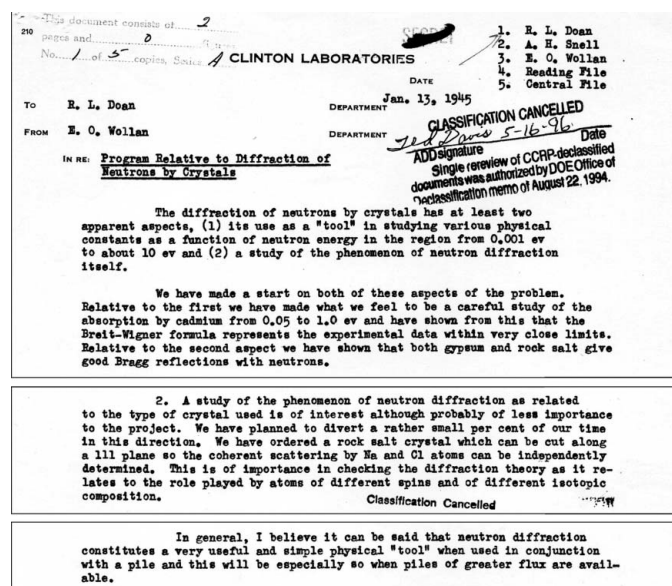 This document consists of 2
210
pages and 0
No. 1 of 5 copies, Series A
CLINTON LABORATORIES
1. R. L. Doan
2. A. H. Snell
3. E. O. Wollan
4. Reading File
5. Central File
DATE Jan. 13, 1945
TO R. L. Doan DEPARTMENT
FROM E. O. Wollan DEPARTMENT
CLASSIFICATION CANCELLED
Ted Davis 5-16-96
ADD signature Date
Single rereview of CCRP-declassified
documents was authorized by DOE Office of
Declassification memo of August 22, 1994.
IN RE: Program Relative to Diffraction of
Neutrons by Crystals
The diffraction of neutrons by crystals has at least two
apparent aspects, (1) its use as a "tool" in studying various physical
constants as a function of neutron energy in the region from 0.001 ev
to about 10 ev and (2) a study of the phenomenon of neutron diffraction
itself.
We have made a start on both of these aspects of the problem.
Relative to the first we have made what we feel to be a careful study of the
absorption by cadmium from 0.05 to 1.0 ev and have shown from this that the
Breit-Wigner formula represents the experimental data within very close limits.
Relative to the second aspect we have shown that both gypsum and rock salt give
good Bragg reflections with neutrons.
2. A study of the phenomenon of neutron diffraction as related
to the type of crystal used is of interest although probably of less importance
to the project. We have planned to divert a rather small per cent of our time
in this direction. We have ordered a rock salt crystal which can be cut along
a 111 plane so the coherent scattering by Na and Cl atoms can be independently
determined. This is of importance in checking the diffraction theory as it re-
lates to the role played by atoms of different spins and of different isotopic
composition.
Classification Cancelled
In general, I believe it can be said that neutron diffraction
constitutes a very useful and simple physical "tool" when used in conjunction
with a pile and this will be especially so when piles of greater flux are avail-
able.